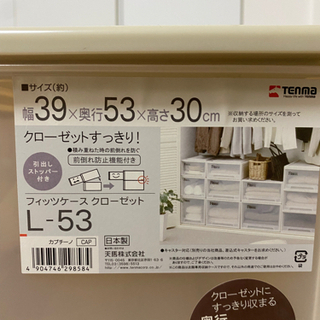 ■サイズ(約)
幅39×奥行53×高さ30cm
TENMA
クローゼットすっきり!
●積み重ねた時の前倒れを防ぐ
前倒れ防止機能付き
引出し
ストッパー
付き
フィッツケース クローゼット
L-53
カプチーノ CAP
日本製
天馬株式会社
4 904746 298584
クローゼットに
すっきり収まる
奥行